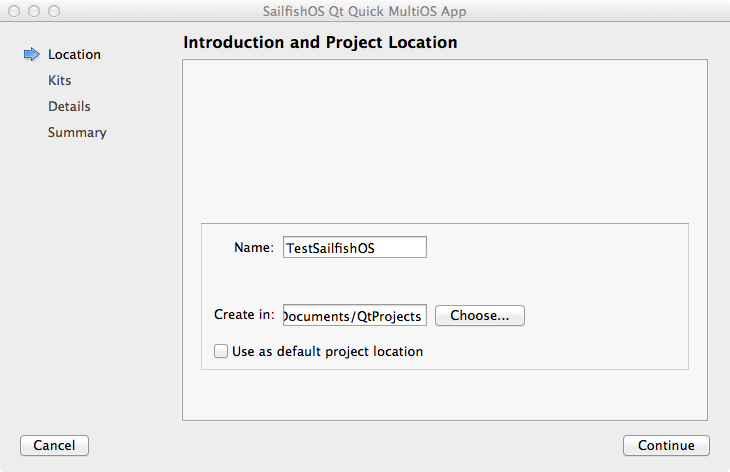 SailfishOS Qt Quick MultiOS App
Introduction and Project Location
Location
Kits
Details
Summary
Name: TestSailfishOS
Create in: Documents/QtProjects Choose...
Use as default project location
Cancel Continue